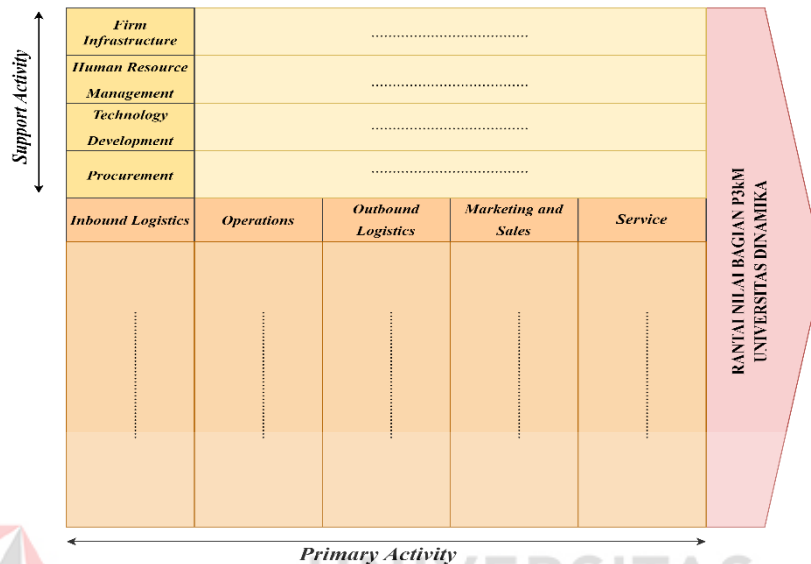 Support Activity
Firm
Infrastructure
....................................
Human Resource
Management
....................................
Technology
Development
....................................
Procurement
....................................
Inbound Logistics
Operations
Outbound
Logistics
Marketing and
Sales
Service
RANTAI NILAI BAGIAN P3kM
UNIVERSITAS DINAMIKA
Primary Activity
UNIVERSITAS